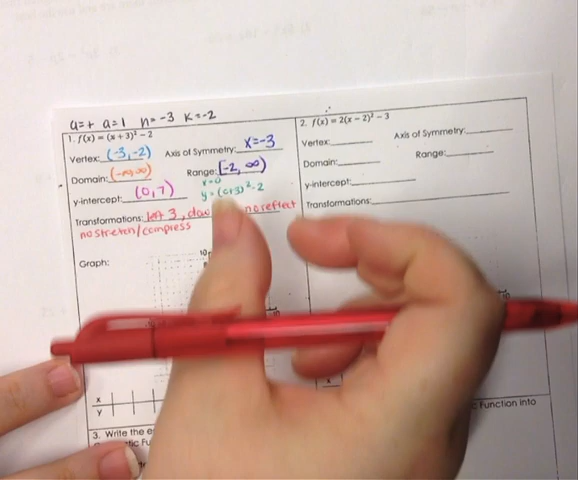 a=+ a=1 h=-3 k=-2
1. f(x) = (x + 3)² – 2
Vertex: (-3,-2) Axis of Symmetry: x=-3
Domain: (-∞,∞) Range: [-2, ∞)
x=0
y-intercept: (0,7) y=(0+3)²-2
Transformations: left 3, no reflect
no stretch/compress
Graph:
10
x
y
3. Write the
2. f(x) = 2(x – 2)² – 3
Vertex: Axis of Symmetry:
Domain: Range:
y-intercept:
Transformations:
x
Function into